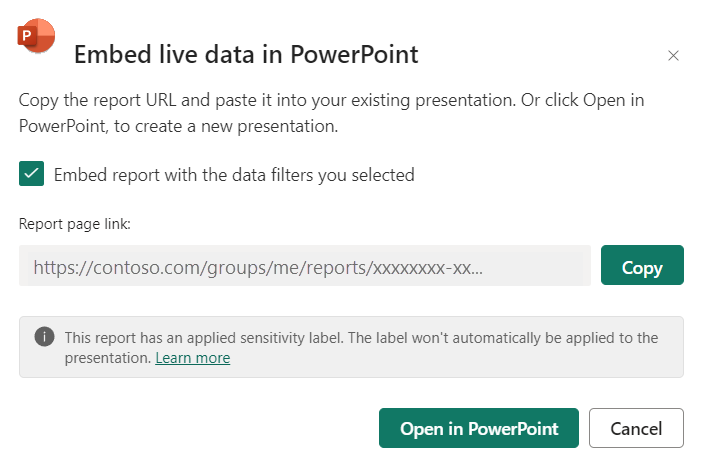 P
Embed live data in PowerPoint
Copy the report URL and paste it into your existing presentation. Or click Open in
PowerPoint, to create a new presentation.
Embed report with the data filters you selected
Report page link:
https://contoso.com/groups/me/reports/xxxxxxxx-xx...
Copy
This report has an applied sensitivity label. The label won't automatically be applied to the
presentation. Learn more
Open in PowerPoint
Cancel